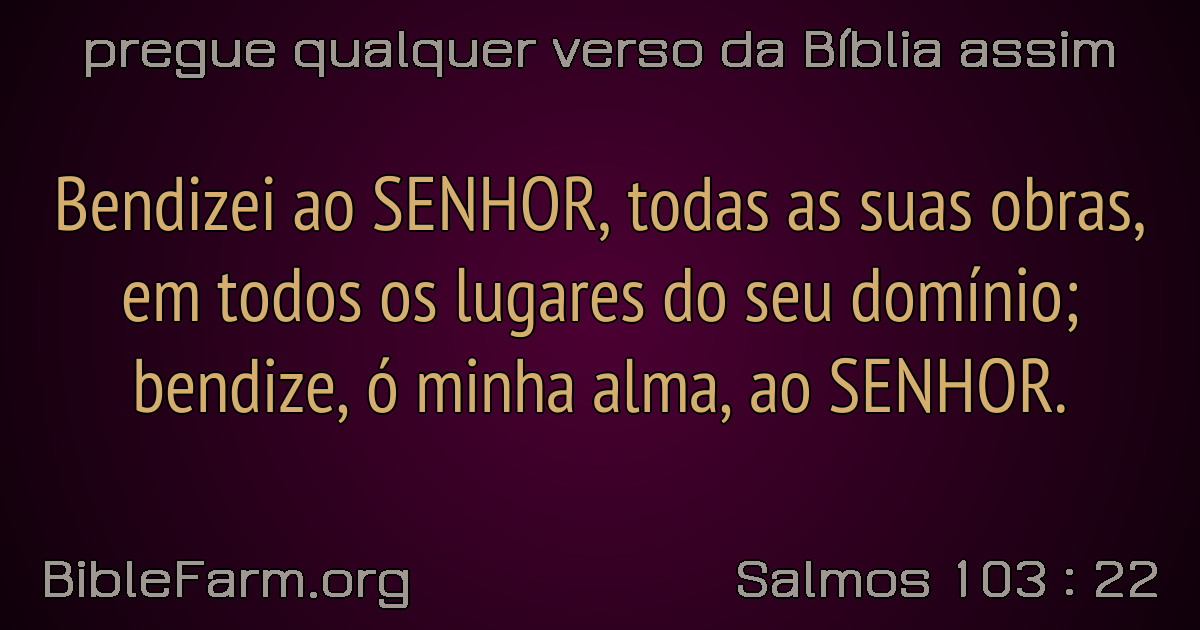 pregue qualquer verso da Bíblia assim
Bendizei ao SENHOR, todas as suas obras,
em todos os lugares do seu domínio;
bendize, ó minha alma, ao SENHOR.
BibleFarm.org
Salmos 103 : 22